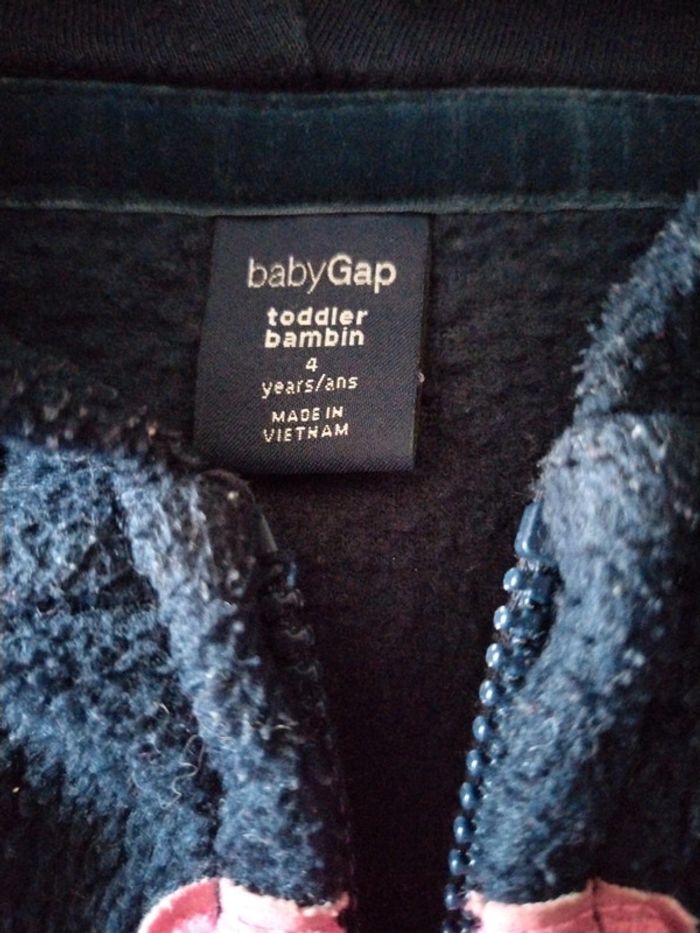 babyGap
toddler
bambin
4
years/ans
MADE IN
VIETNAM